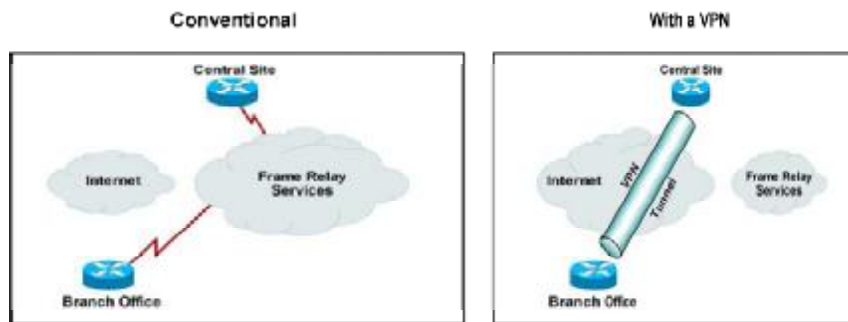 Conventional
Central Site
Internet
Frame Relay
Services
Branch Office
With a VPN
Central Site
Internet
VPN
Tunnel
Frame Relay
Services
Branch Office